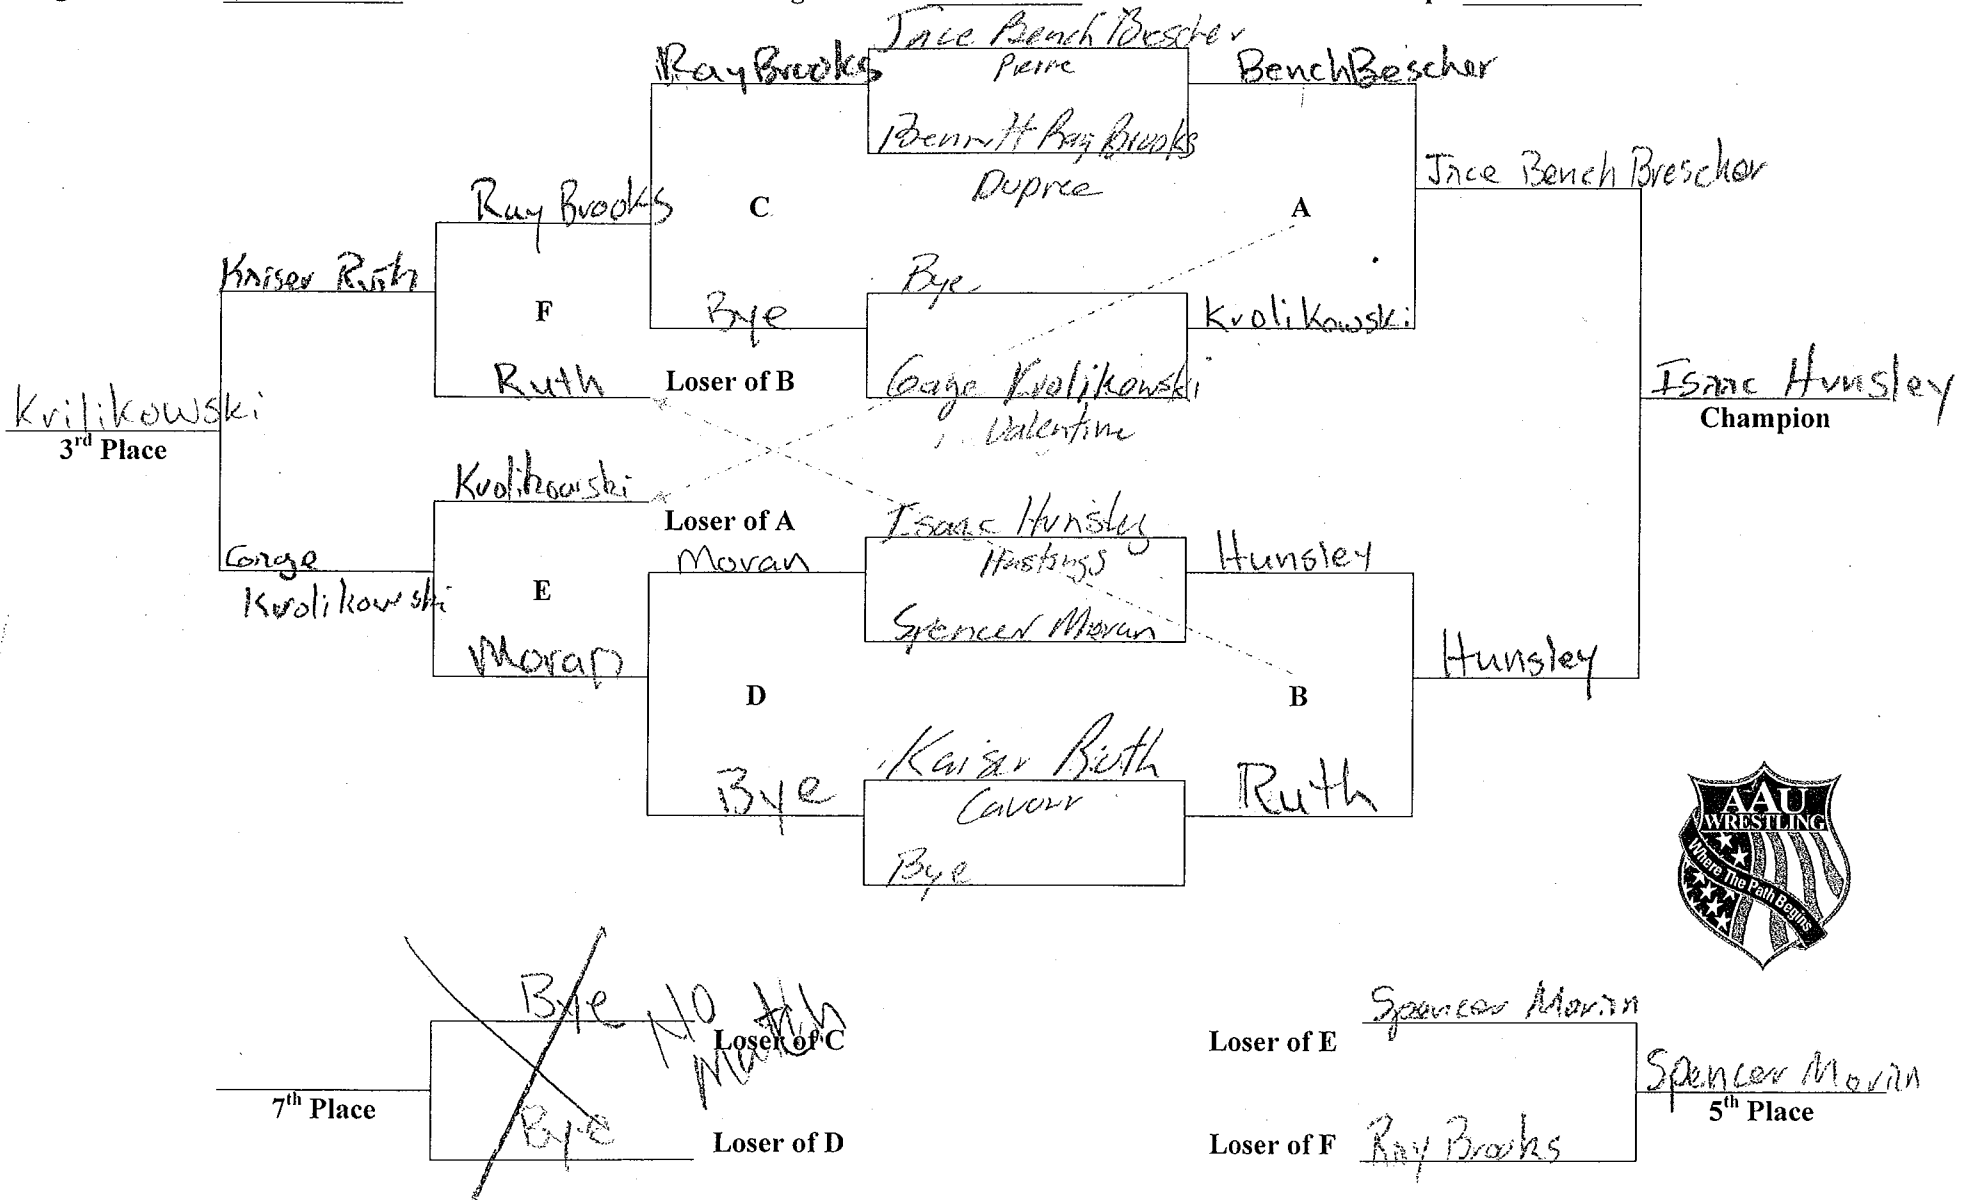 Jace Bench Brescher
Ray Brooks
Pierre
BenchBescher
Bennitt Ray Brooks
Dupree
Jace Bench Brescher
Ray Brooks
C
A
Kaiser Ruth
Bye
F
Bye
Krolikowski
Ruth
Loser of B
Gage Krolikowski
Valentine
Isaac Hunsley
Champion
Krilikowski
3rd Place
Krolikowski
Loser of A
Isaac Hunsley
Hastings
Moran
Hunsley
Gage
Krolikowski
E
Spencer Moran
Moran
Hunsley
D
B
Kaiser Ruth
Cavour
Bye
Ruth
Bye
AAU
WRESTLING
Where The Path Begins
Bye
No
Match
Loser of C
7th Place
Bye
Loser of D
Spencer Moran
Loser of E
Spencer Moran
5th Place
Loser of F
Ray Brooks